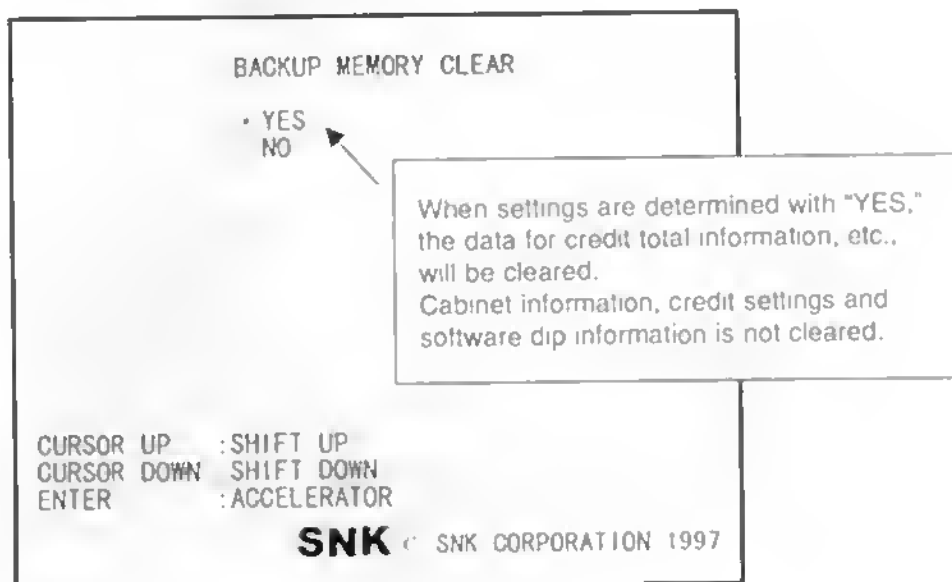 BACKUP MEMORY CLEAR
· YES
NO
When settings are determined with "YES,"
the data for credit total information, etc.,
will be cleared.
Cabinet information, credit settings and
software dip information is not cleared.
CURSOR UP :SHIFT UP
CURSOR DOWN SHIFT DOWN
ENTER :ACCELERATOR
SNK c SNK CORPORATION 1997